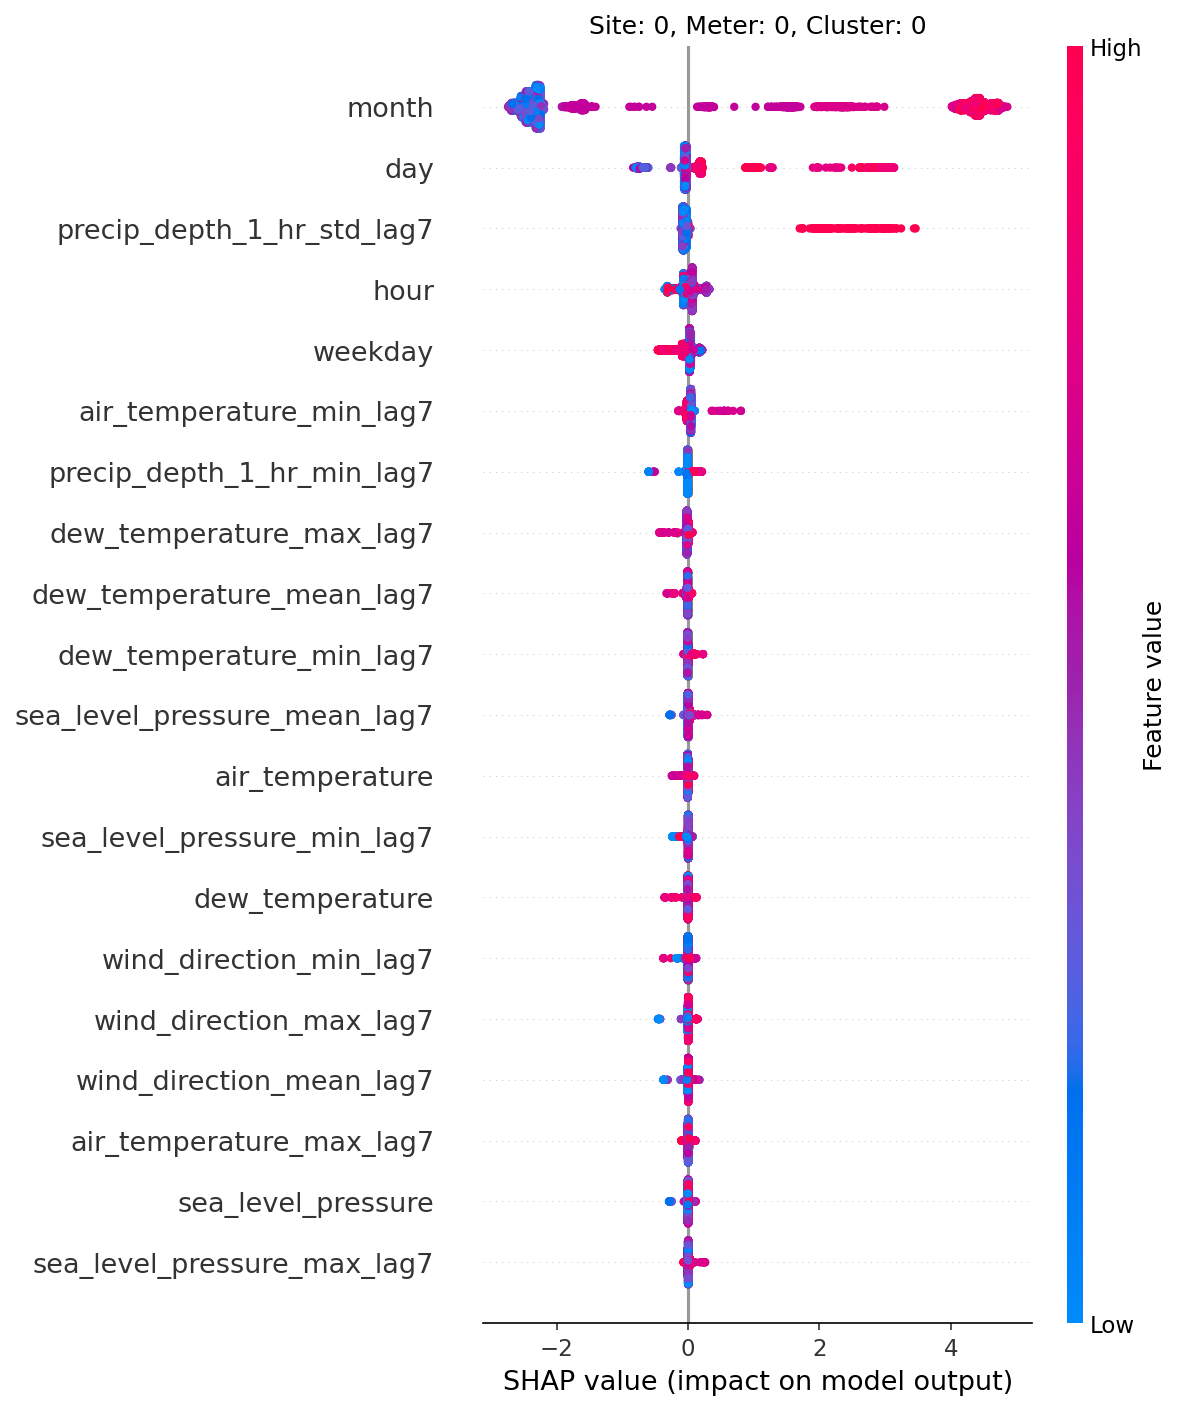 Site: 0, Meter: 0, Cluster: 0
High
month
day
precip_depth_1_hr_std_lag7
hour
weekday
air_temperature_min_lag7
precip_depth_1_hr_min_lag7
dew_temperature_max_lag7
dew_temperature_mean_lag7
dew_temperature_min_lag7
sea_level_pressure_mean_lag7
air_temperature
sea_level_pressure_min_lag7
dew_temperature
wind_direction_min_lag7
wind_direction_max_lag7
wind_direction_mean_lag7
air_temperature_max_lag7
sea_level_pressure
sea_level_pressure_max_lag7
Feature value
Low
−2 0 2 4
SHAP value (impact on model output)